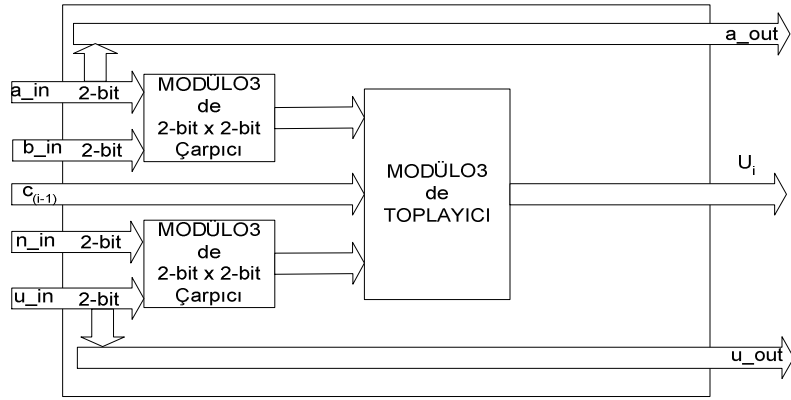 a_out
a_in 2-bit
MODÜLO3
de
2-bit x 2-bit
Çarpıcı
b_in 2-bit
c(i-1)
MODÜLO3
de
TOPLAYICI
Ui
n_in 2-bit
MODÜLO3
de
2-bit x 2-bit
Çarpıcı
u_in 2-bit
u_out